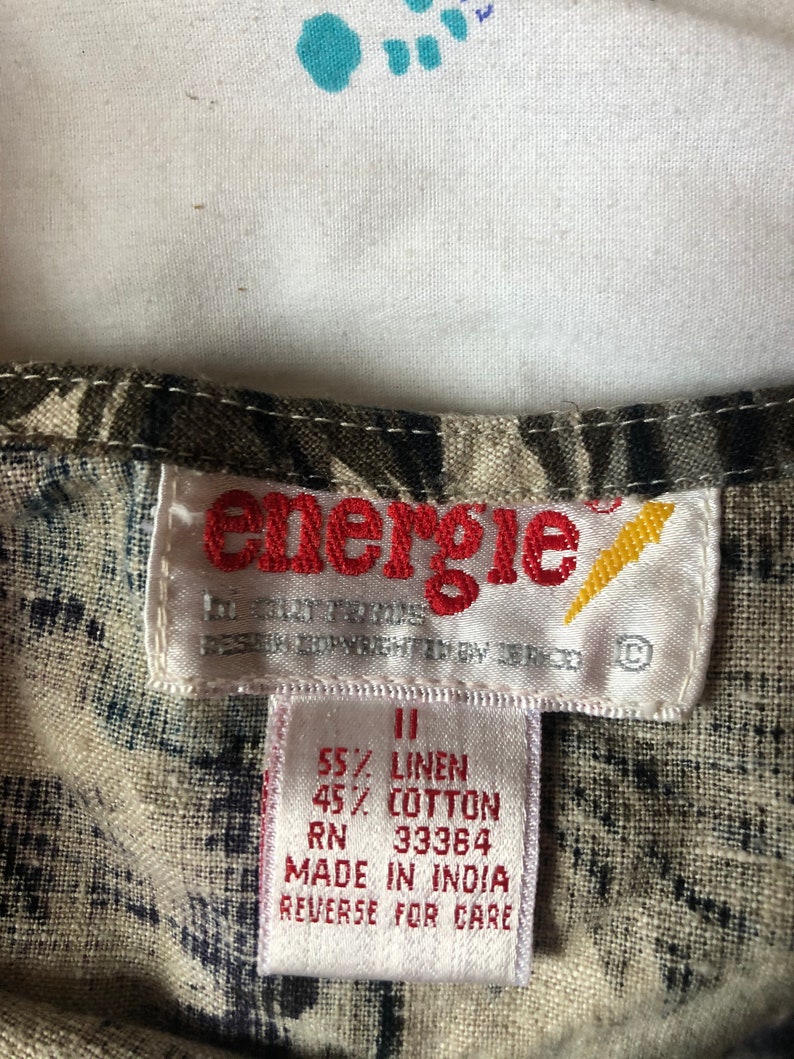 energie
DESIGN COPYRIGHTED BY
©
11
55% LINEN
45% COTTON
RN 33364
MADE IN INDIA
REVERSE FOR CARE